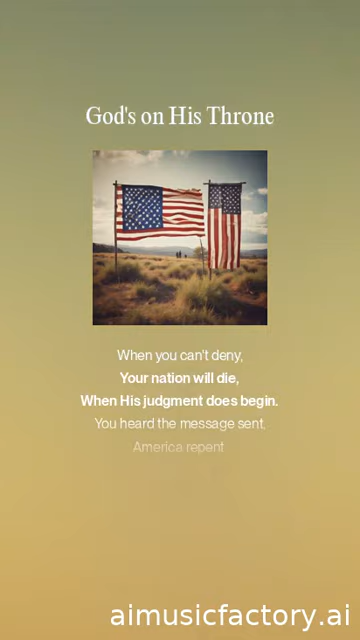 God's on His Throne
When you can't deny,
Your nation will die,
When His judgment does begin.
You heard the message sent.
America repent
aimusicfactory.ai